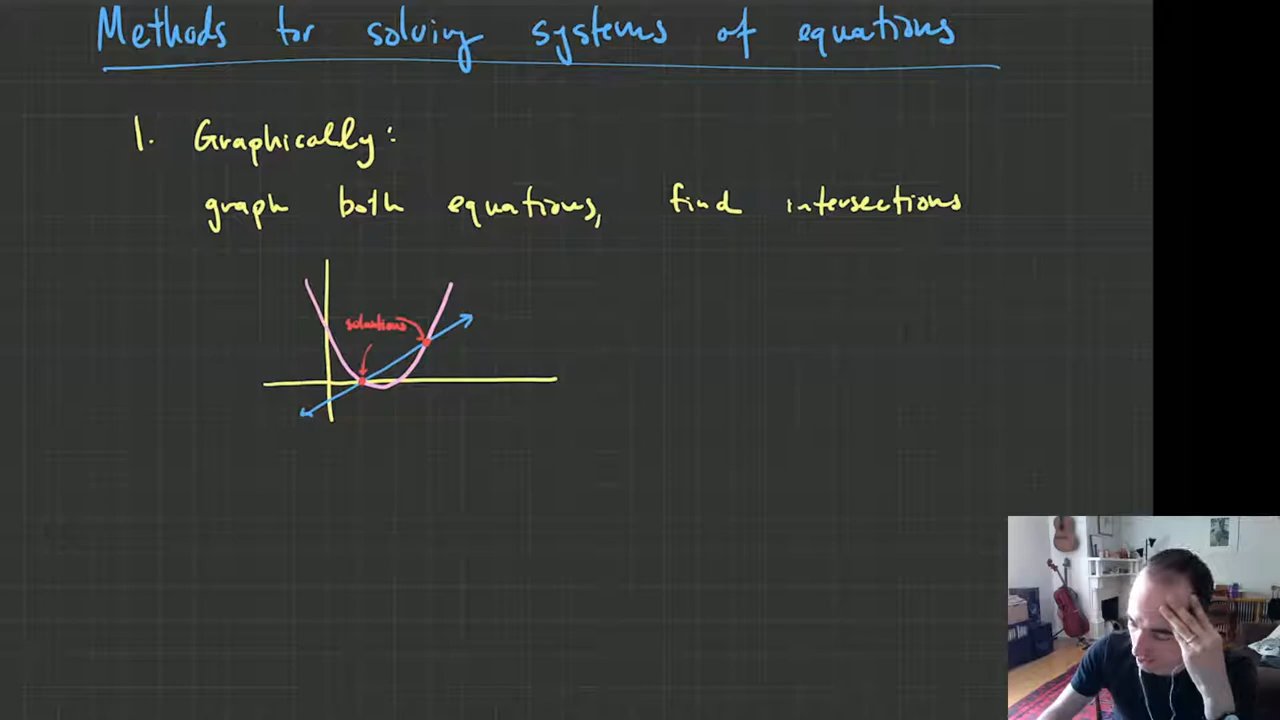 Methods for solving systems of equations
1. Graphically:
graph both equations, find intersections
solutions